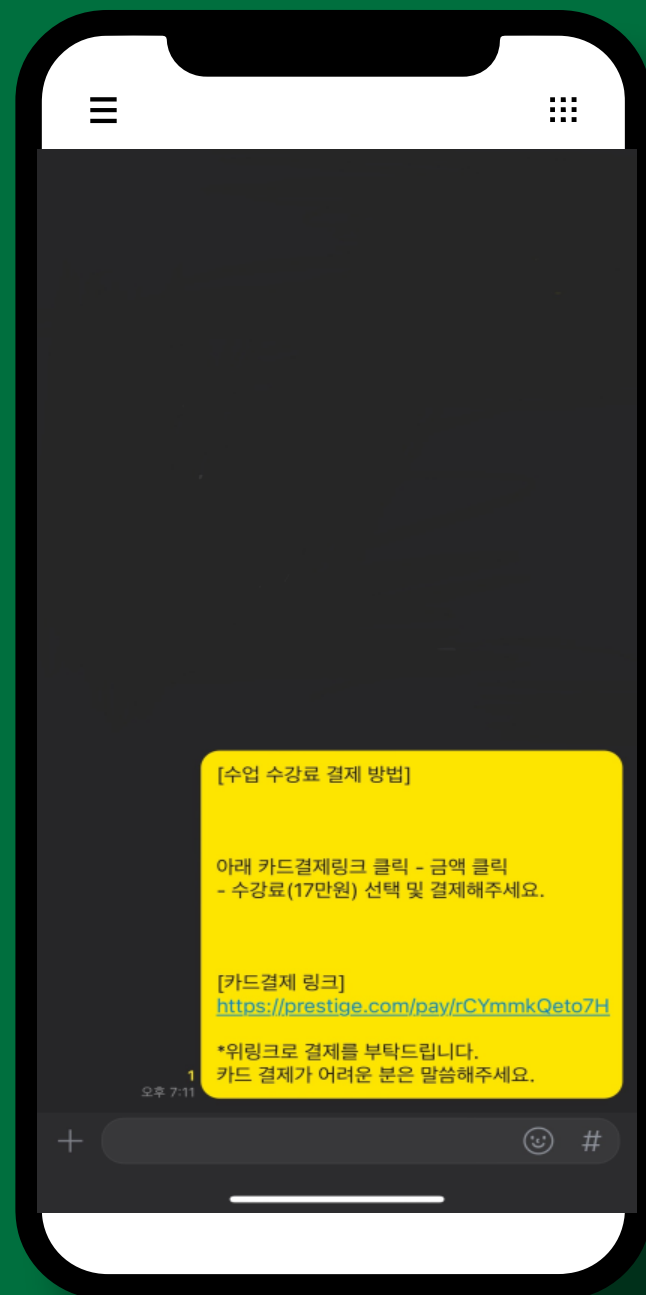 [수업 수강료 결제 방법]
아래 카드결제링크 클릭 - 금액 클릭
- 수강료(17만원) 선택 및 결제해주세요.
[카드결제 링크]
https://prestige.com/pay/rCYmmkQeto7H
*위링크로 결제를 부탁드립니다.
카드 결제가 어려운 분은 말씀해주세요.
1
오후 7:11
#